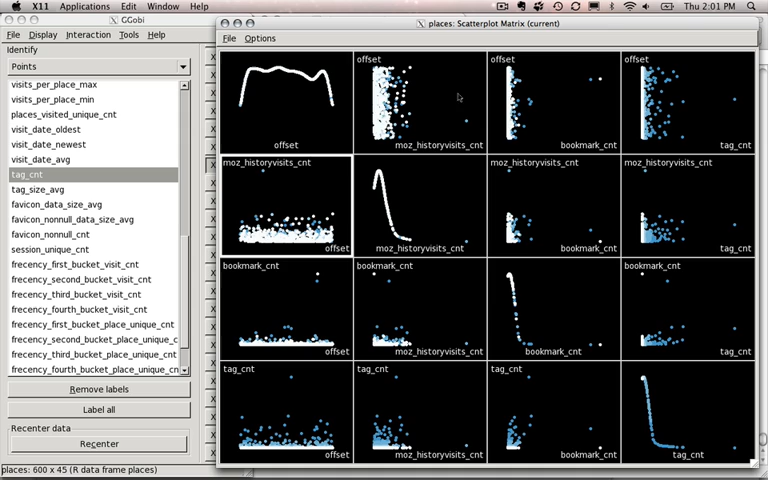 X11 Applications Edit Window Help
Thu 2:01 PM
GGobi
File Display Interaction Tools Help
Identify
Points
visits_per_place_max
visits_per_place_min
places_visited_unique_cnt
visit_date_oldest
visit_date_newest
visit_date_avg
tag_cnt
tag_size_avg
favicon_data_size_avg
favicon_nonnull_data_size_avg
favicon_nonnull_cnt
session_unique_cnt
frecency_first_bucket_visit_cnt
frecency_second_bucket_visit_cnt
frecency_third_bucket_visit_cnt
frecency_fourth_bucket_visit_cnt
frecency_first_bucket_place_unique_cnt
frecency_second_bucket_place_unique_c
frecency_third_bucket_place_unique_cnt
frecency_fourth_bucket_place_unique_cn
Remove labels
Label all
Recenter data
Recenter
places: 600 x 45 (R data frame places)
places: Scatterplot Matrix (current)
File Options
offset offset offset
offset moz_historyvisits_cnt bookmark_cnt tag_cnt
moz_historyvisits_cnt moz_historyvisits_cnt moz_historyvisits_cnt
offset moz_historyvisits_cnt bookmark_cnt tag_cnt
bookmark_cnt bookmark_cnt bookmark_cnt
offset moz_historyvisits_cnt bookmark_cnt tag_cnt
tag_cnt tag_cnt tag_cnt
offset moz_historyvisits_cnt bookmark_cnt tag_cnt